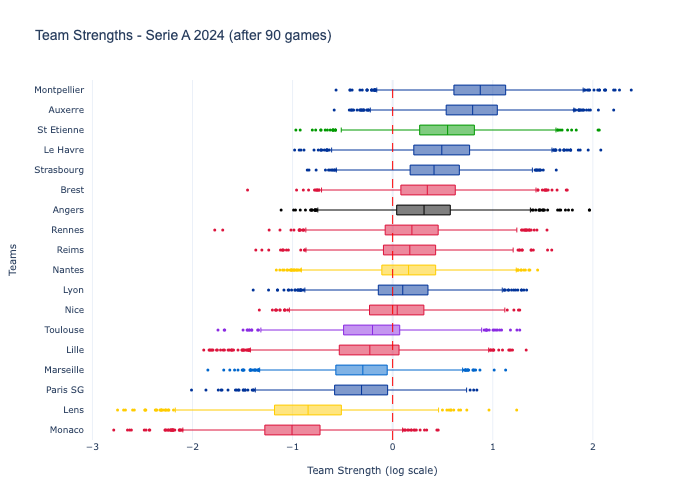 Team Strengths - Serie A 2024 (after 90 games)
Montpellier
Auxerre
St Etienne
Le Havre
Strasbourg
Brest
Angers
Rennes
Reims
Nantes
Lyon
Nice
Toulouse
Lille
Marseille
Paris SG
Lens
Monaco
Teams
−3 −2 −1 0 1 2
Team Strength (log scale)